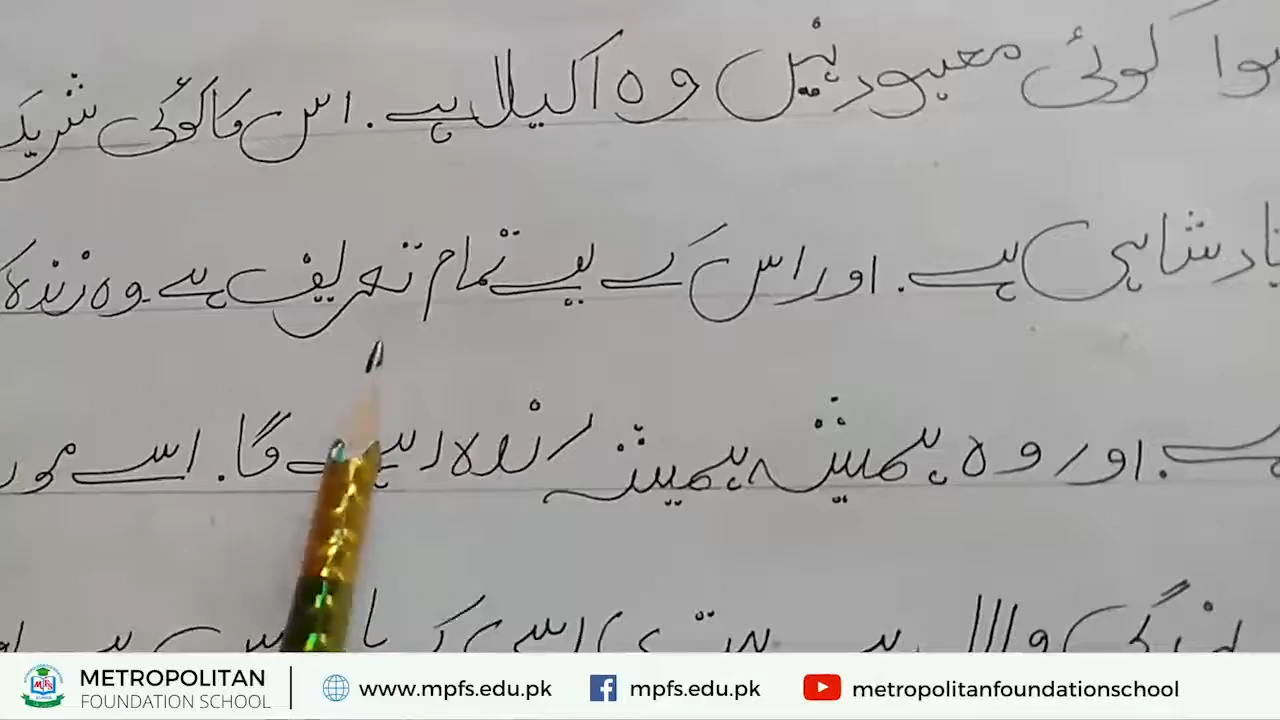 سوا کوئی معبود نہیں وہ اکیلا ہے. اس کا کوئی شریک
بادشاہی ہے. اور اس کے لیے تمام تعریف ہے وہ زندہ
ہے. اور وہ ہمیشہ ہمیشہ زندہ رہے گا. اسے موت
اسی
METROPOLITAN
FOUNDATION SCHOOL
www.mpfs.edu.pk
mpfs.edu.pk
metropolitanfoundationschool